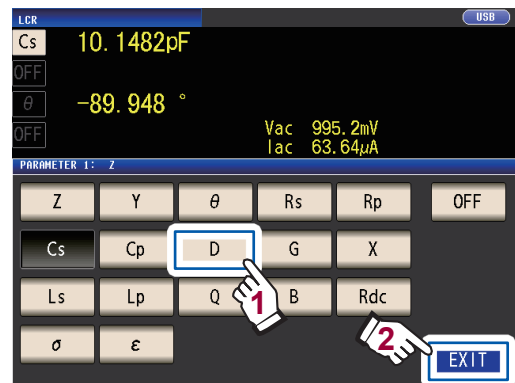 LCR USB
Cs 10.1482pF
OFF
θ -89.948 °
OFF
Vac 995.2mV
Iac 63.64μA
PARAMETER 1: Z
Z Y θ Rs Rp OFF
Cs Cp D G X
Ls Lp Q B Rdc
1
2
σ ε
EXIT